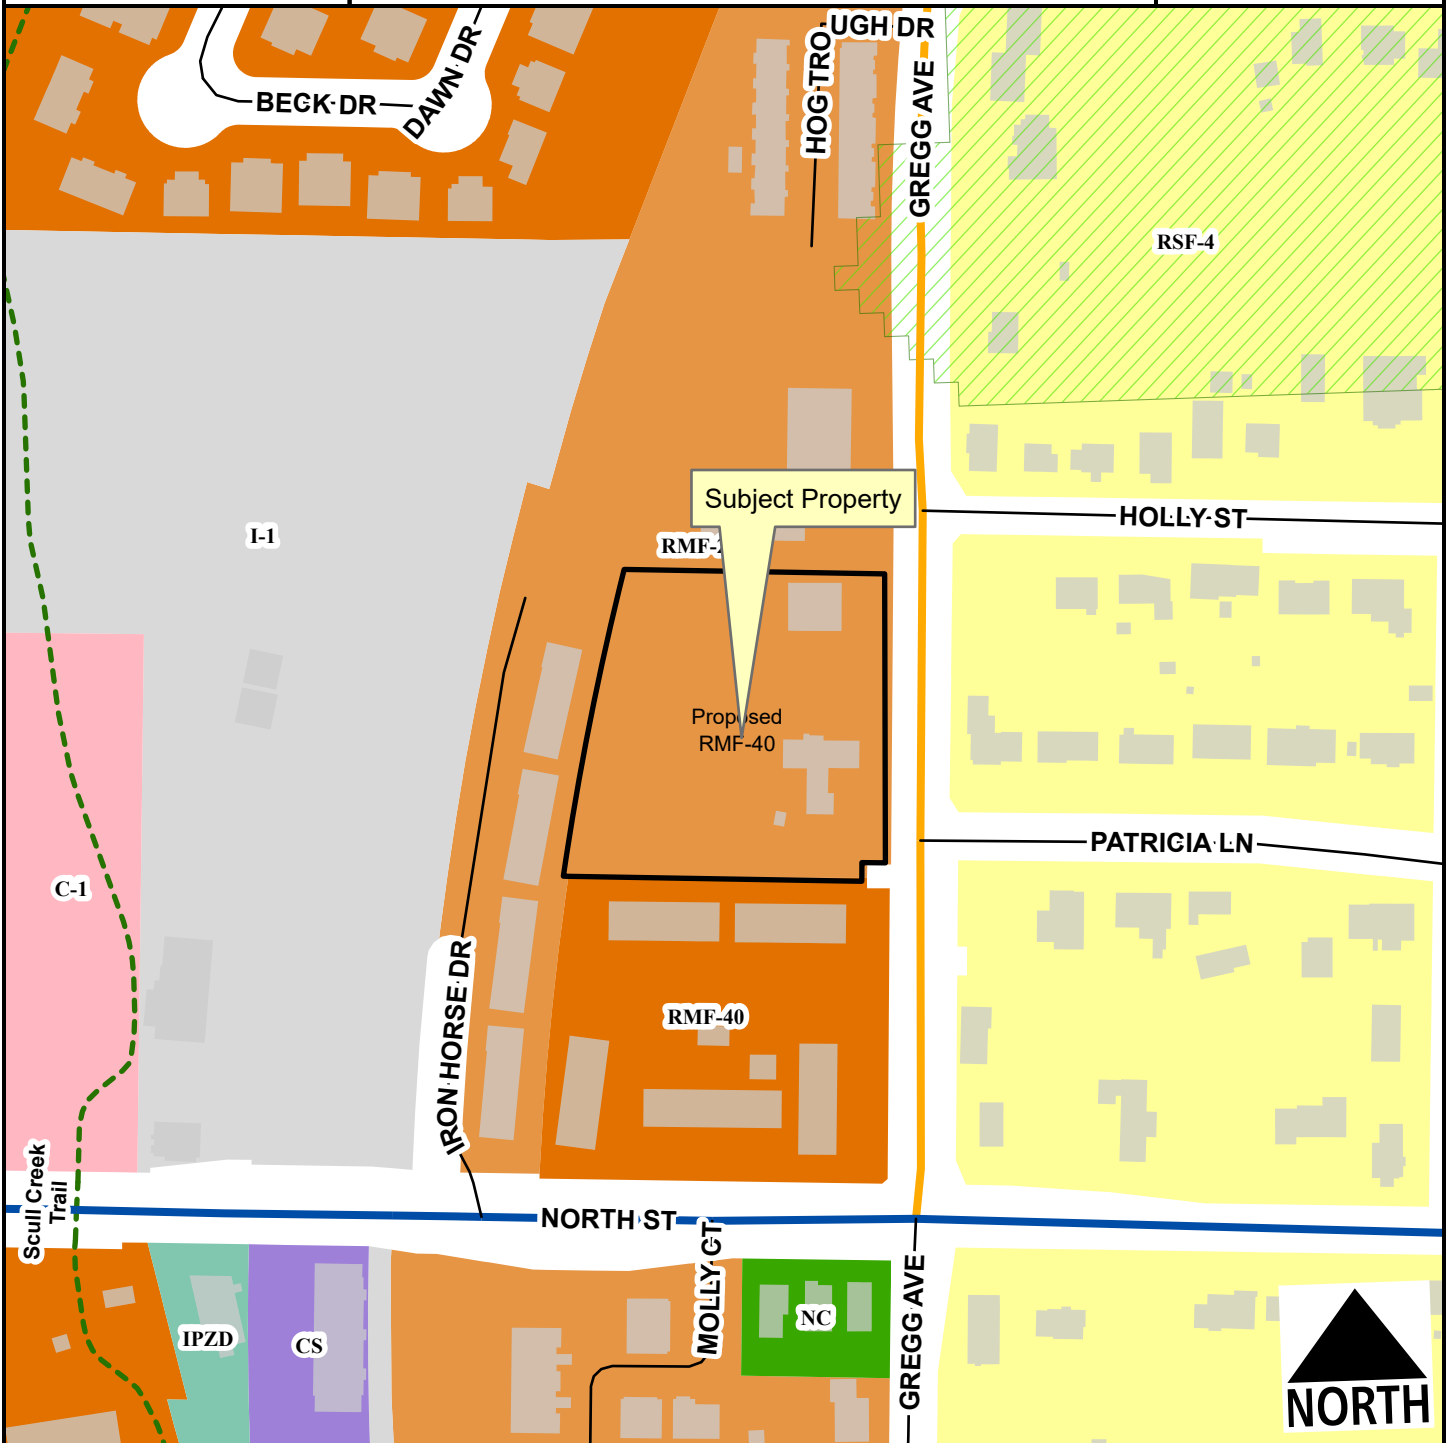 UGH DR
HOG TRO
GREGG AVE
DAWN DR
BECK DR
RSF-4
Subject Property
HOLLY ST
I-1
RMF-
Proposed
RMF-40
PATRICIA LN
C-1
IRON HORSE DR
RMF-40
Scull Creek
Trail
NORTH ST
MOLLY CT
GREGG AVE
IPZD
CS
NC
NORTH